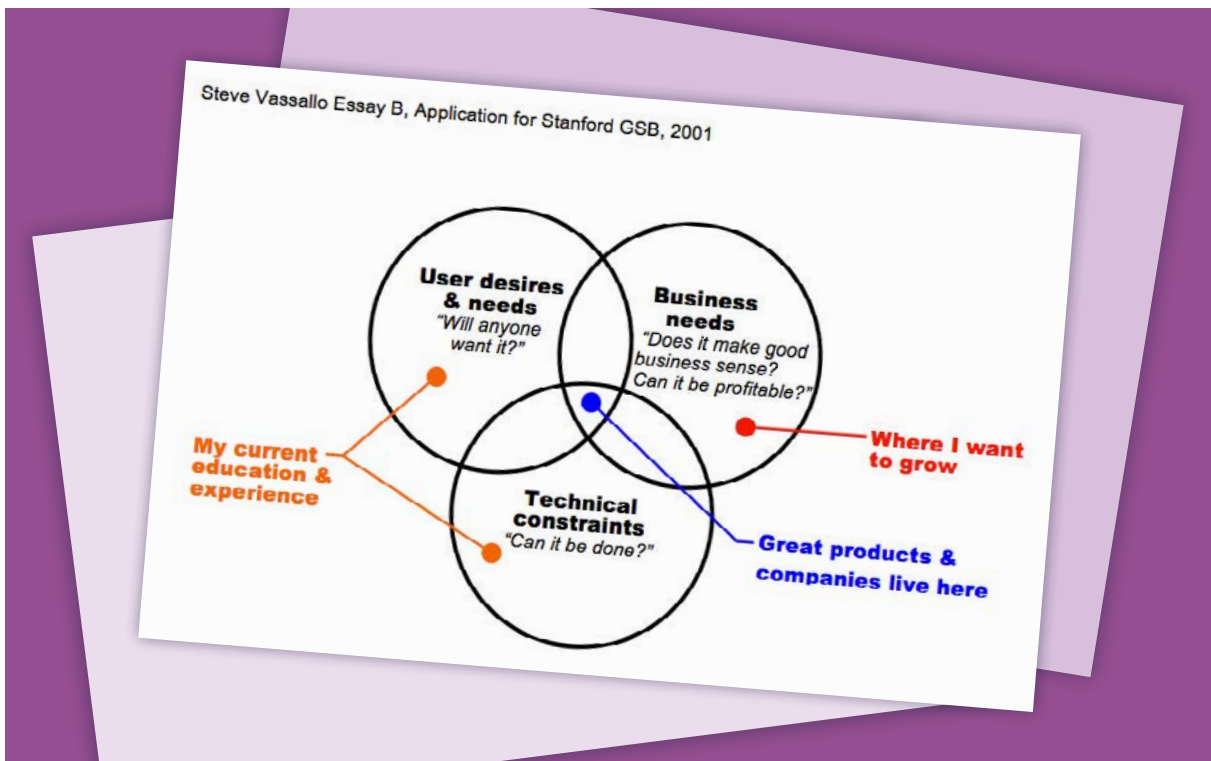 Steve Vassallo Essay B, Application for Stanford GSB, 2001
User desires
& needs
“Will anyone
want it?”
Business
needs
“Does it make good
business sense?
Can it be profitable?”
My current
education &
experience
Where I want
to grow
Technical
constraints
“Can it be done?”
Great products &
companies live here